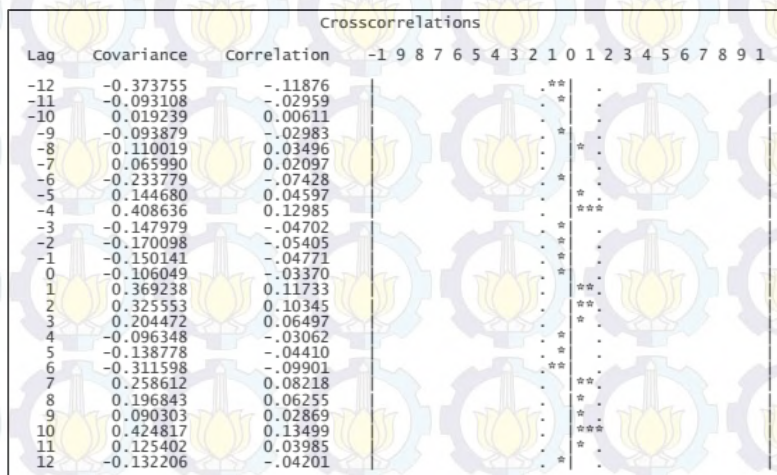 Crosscorrelations
Lag Covariance Correlation -1 9 8 7 6 5 4 3 2 1 0 1 2 3 4 5 6 7 8 9 1
-12 -0.373755 -.11876 | .**| . |
-11 -0.093108 -.02959 | . *| . |
-10 0.019239 0.00611 | . | . |
-9 -0.093879 -.02983 | . *| . |
-8 0.110019 0.03496 | . |* . |
-7 0.065990 0.02097 | . | . |
-6 -0.233779 -.07428 | . *| . |
-5 0.144680 0.04597 | . |* . |
-4 0.408636 0.12985 | . |*** |
-3 -0.147979 -.04702 | . *| . |
-2 -0.170098 -.05405 | . *| . |
-1 -0.150141 -.04771 | . *| . |
0 -0.106049 -.03370 | . *| . |
1 0.369238 0.11733 | . |**. |
2 0.325553 0.10345 | . |**. |
3 0.204472 0.06497 | . |* . |
4 -0.096348 -.03062 | . *| . |
5 -0.138778 -.04410 | . *| . |
6 -0.311598 -.09901 | .**| . |
7 0.258612 0.08218 | . |**. |
8 0.196843 0.06255 | . |* . |
9 0.090303 0.02869 | . |* . |
10 0.424817 0.13499 | . |*** |
11 0.125402 0.03985 | . |* . |
12 -0.132206 -.04201 | . *| . |